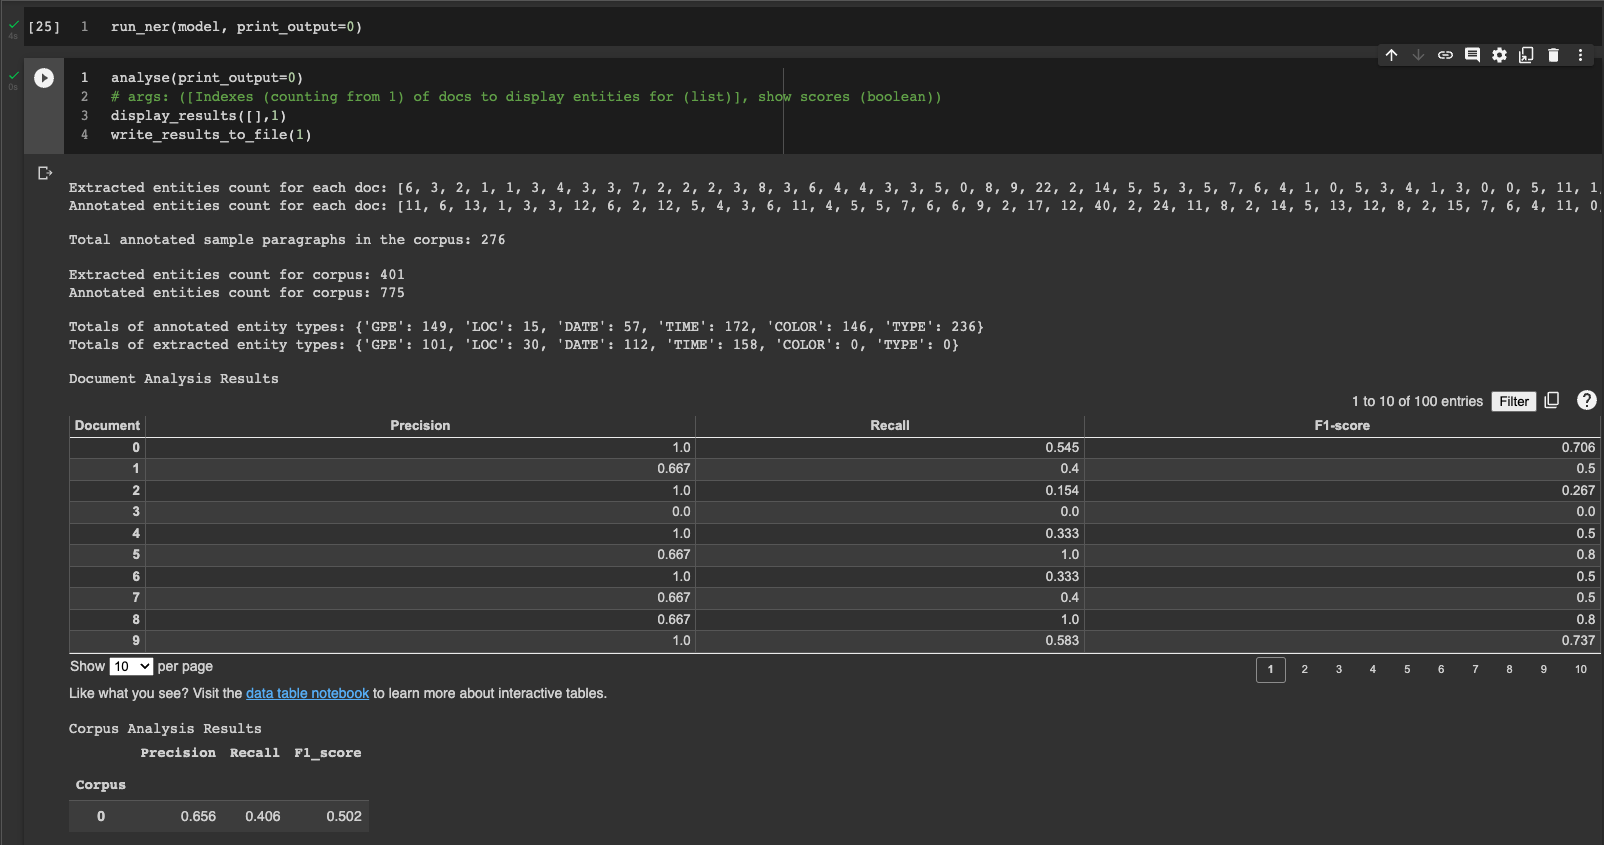 [25] 1 run_ner(model, print_output=0)
4s
0s
1 analyse(print_output=0)
2 # args: ([Indexes (counting from 1) of docs to display entities for (list)], show scores (boolean))
3 display_results([],1)
4 write_results_to_file(1)
Extracted entities count for each doc: [6, 3, 2, 1, 1, 3, 4, 3, 3, 7, 2, 2, 2, 3, 8, 3, 6, 4, 4, 3, 3, 5, 0, 8, 9, 22, 2, 14, 5, 5, 3, 5, 7, 6, 4, 1, 0, 5, 3, 4, 1, 3, 0, 0, 5, 11, 1
Annotated entities count for each doc: [11, 6, 13, 1, 3, 3, 12, 6, 2, 12, 5, 4, 3, 6, 11, 4, 5, 5, 7, 6, 6, 9, 2, 17, 12, 40, 2, 24, 11, 8, 2, 14, 5, 13, 12, 8, 2, 15, 7, 6, 4, 11, 0
Total annotated sample paragraphs in the corpus: 276
Extracted entities count for corpus: 401
Annotated entities count for corpus: 775
Totals of annotated entity types: {'GPE': 149, 'LOC': 15, 'DATE': 57, 'TIME': 172, 'COLOR': 146, 'TYPE': 236}
Totals of extracted entity types: {'GPE': 101, 'LOC': 30, 'DATE': 112, 'TIME': 158, 'COLOR': 0, 'TYPE': 0}
Document Analysis Results
1 to 10 of 100 entries Filter ?
Document Precision Recall F1-score
0 1.0 0.545 0.706
1 0.667 0.4 0.5
2 1.0 0.154 0.267
3 0.0 0.0 0.0
4 1.0 0.333 0.5
5 0.667 1.0 0.8
6 1.0 0.333 0.5
7 0.667 0.4 0.5
8 0.667 1.0 0.8
9 1.0 0.583 0.737
Show 10 per page 1 2 3 4 5 6 7 8 9 10
Like what you see? Visit the data table notebook to learn more about interactive tables.
Corpus Analysis Results
Precision Recall F1_score
Corpus
0 0.656 0.406 0.502